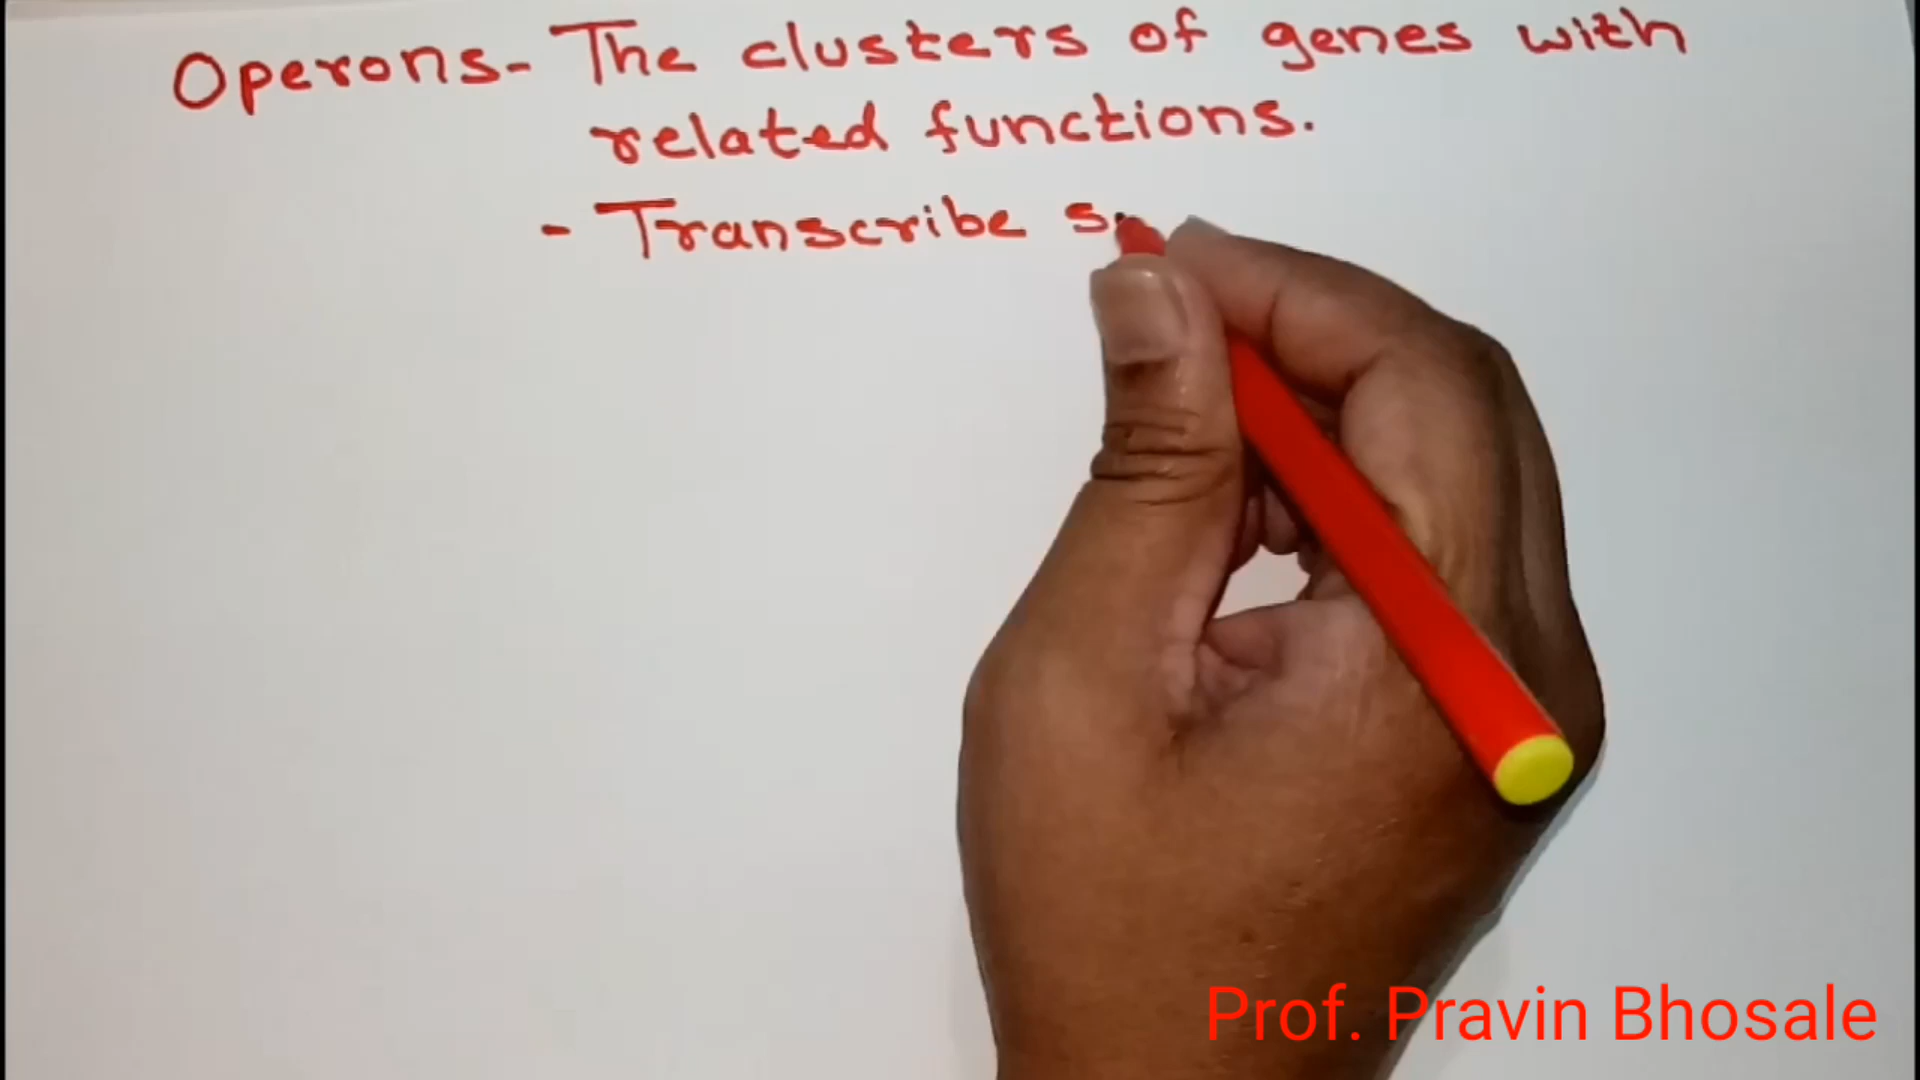 Operons- The clusters of genes with
related functions.
- Transcribe s
Prof. Pravin Bhosale